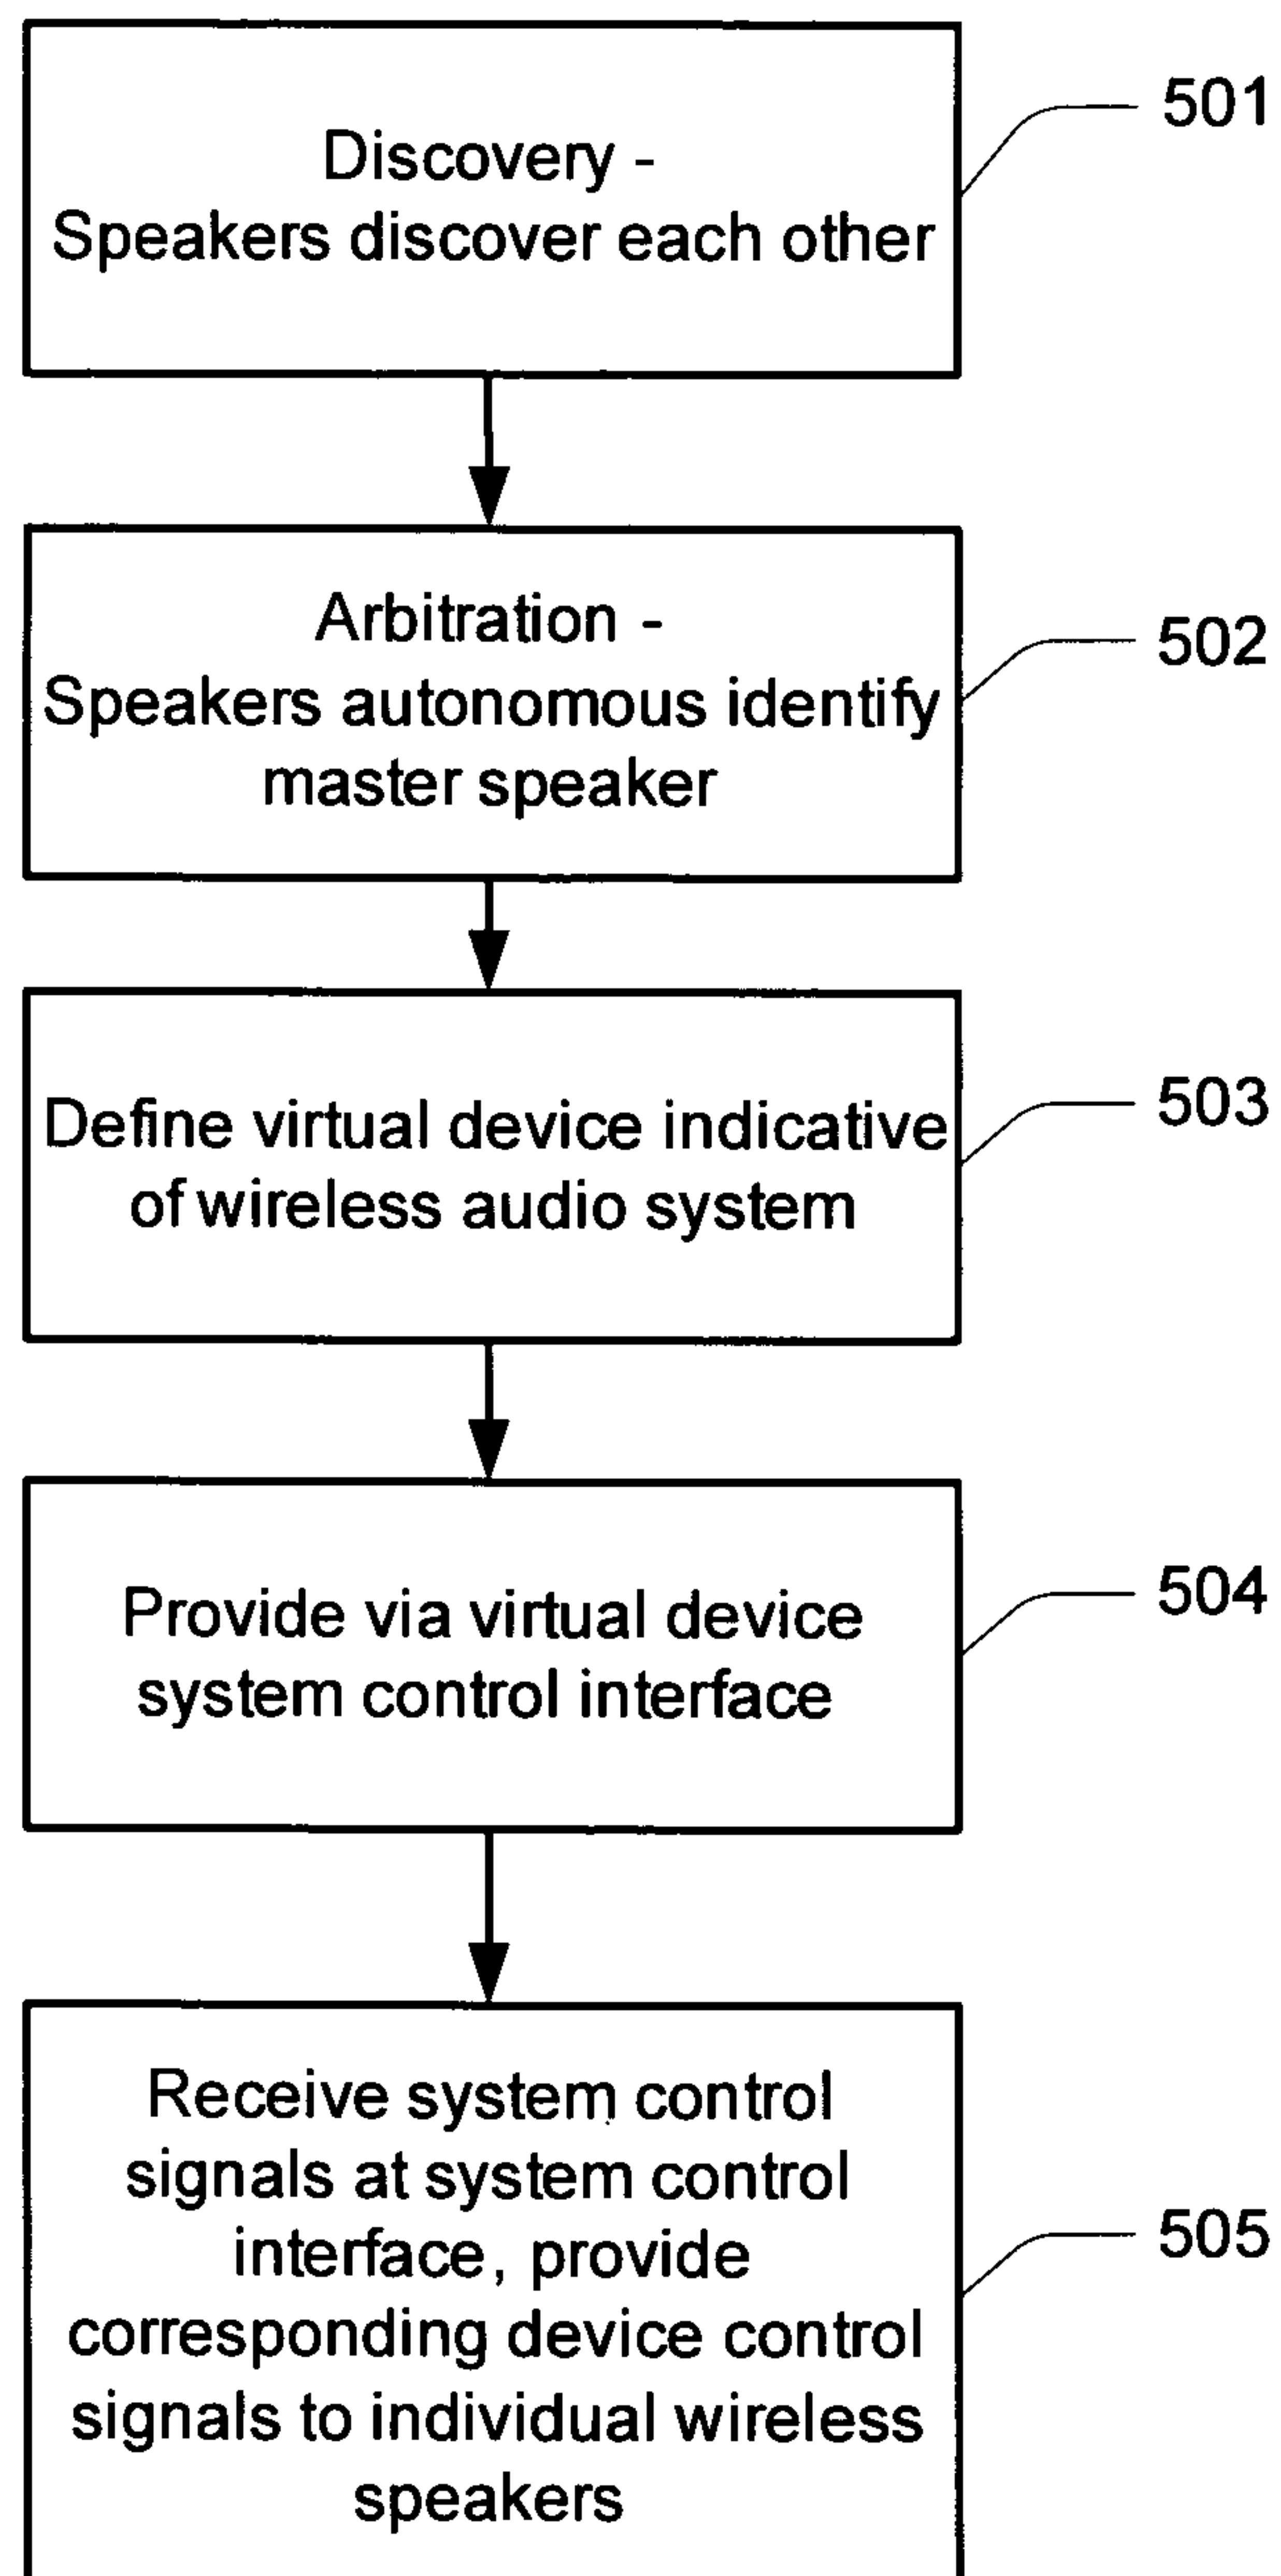 Discovery -
Speakers discover each other
501
Arbitration -
Speakers autonomous identify
master speaker
502
Define virtual device indicative
of wireless audio system
503
Provide via virtual device
system control interface
504
Receive system control
signals at system control
interface, provide
corresponding device control
signals to individual wireless
speakers
505